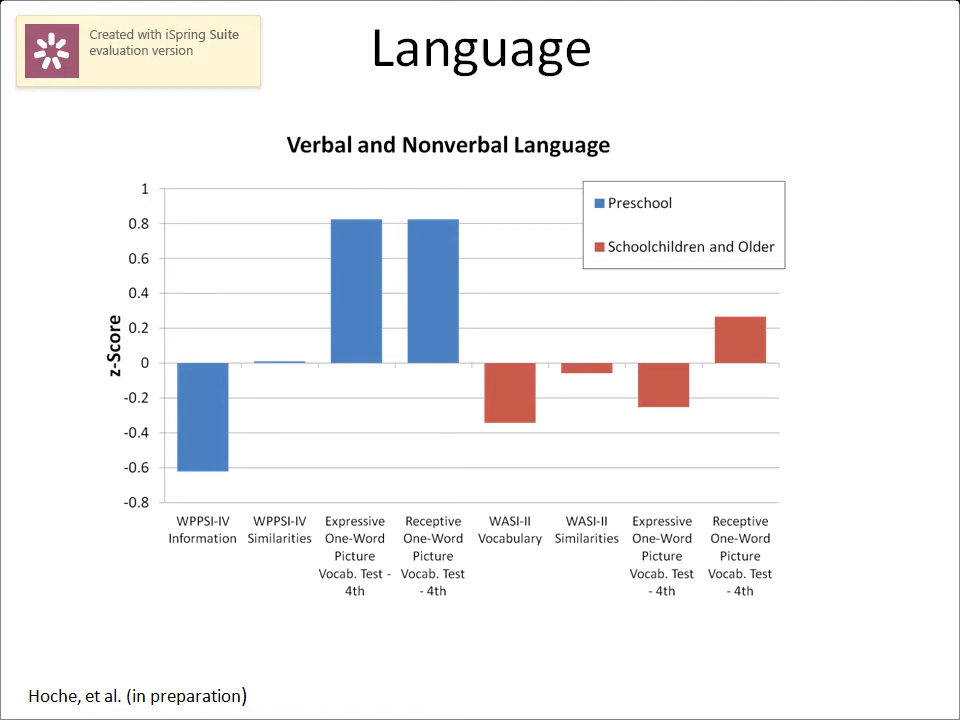 Created with iSpring Suite
evaluation version
Language
Verbal and Nonverbal Language
Preschool
Schoolchildren and Older
z-Score
1
0.8
0.6
0.4
0.2
0
-0.2
-0.4
-0.6
-0.8
WPPSI-IV
Information
WPPSI-IV
Similarities
Expressive
One-Word
Picture
Vocab. Test -
4th
Receptive
One-Word
Picture
Vocab. Test
- 4th
WASI-II
Vocabulary
WASI-II
Similarities
Expressive
One-Word
Picture
Vocab. Test
- 4th
Receptive
One-Word
Picture
Vocab. Test
- 4th
Hoche, et al. (in preparation)